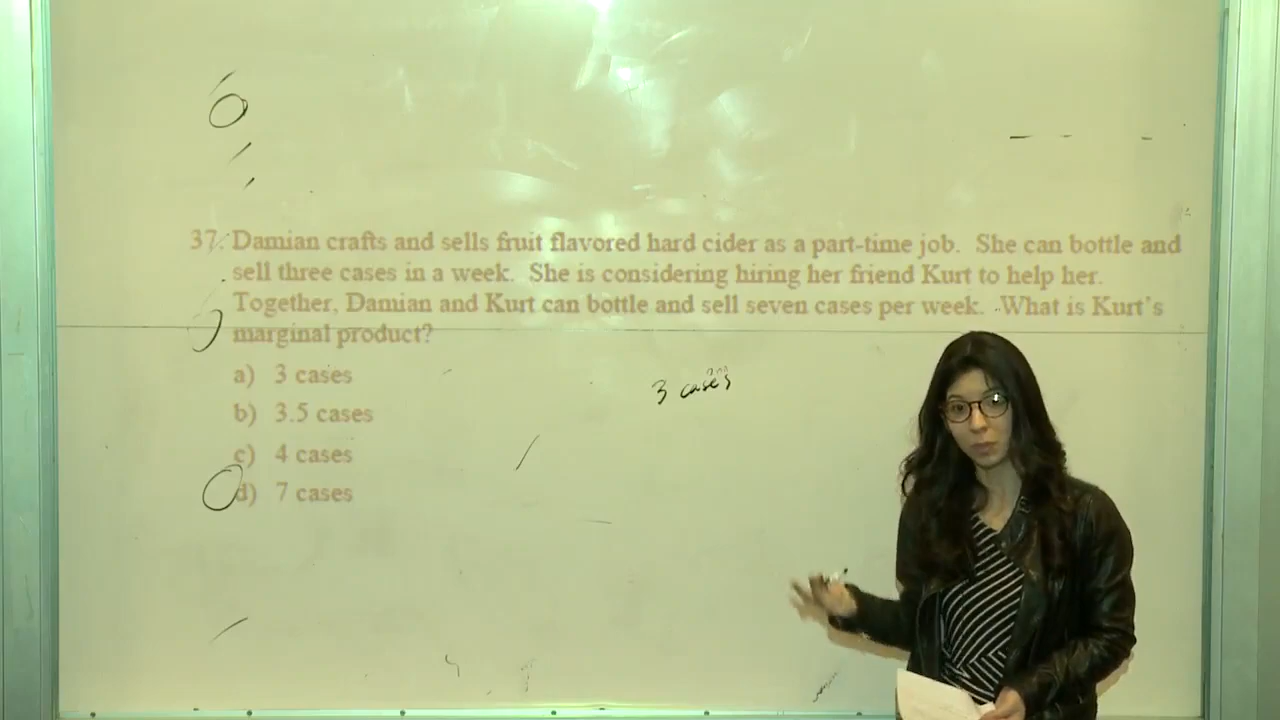 37. Damian crafts and sells fruit flavored hard cider as a part-time job. She can bottle and
sell three cases in a week. She is considering hiring her friend Kurt to help her.
Together, Damian and Kurt can bottle and sell seven cases per week. What is Kurt's
marginal product?
a) 3 cases
b) 3.5 cases
c) 4 cases
d) 7 cases
3 cases